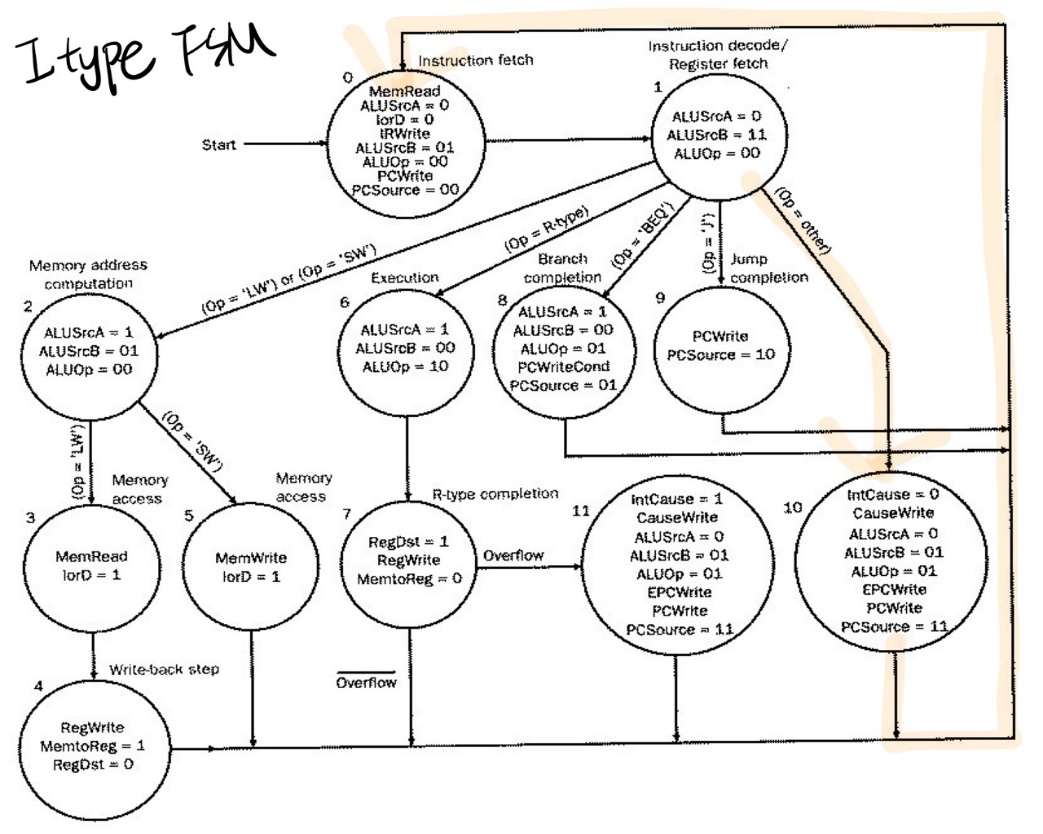 I type FSM
Instruction fetch
0
MemRead
ALUSrcA = 0
IorD = 0
IRWrite
ALUSrcB = 01
ALUOp = 00
PCWrite
PCSource = 00
Start
Instruction decode/
Register fetch
1
ALUSrcA = 0
ALUSrcB = 11
ALUOp = 00
(Op = 'LW') or (Op = 'SW')
(Op = R-type)
(Op = 'BEQ')
(Op = 'J')
(Op = other)
Memory address
computation
2
ALUSrcA = 1
ALUSrcB = 01
ALUOp = 00
Execution
6
ALUSrcA = 1
ALUSrcB = 00
ALUOp = 10
Branch
completion
8
ALUSrcA = 1
ALUSrcB = 00
ALUOp = 01
PCWriteCond
PCSource = 01
Jump
completion
9
PCWrite
PCSource = 10
(Op = 'LW')
(Op = 'SW')
Memory
access
3
MemRead
IorD = 1
Memory
access
5
MemWrite
IorD = 1
R-type completion
7
RegDst = 1
RegWrite
MemtoReg = 0
Overflow
11
IntCause = 1
CauseWrite
ALUSrcA = 0
ALUSrcB = 01
ALUOp = 01
EPCWrite
PCWrite
PCSource = 11
10
IntCause = 0
CauseWrite
ALUSrcA = 0
ALUSrcB = 01
ALUOp = 01
EPCWrite
PCWrite
PCSource = 11
Write-back step
4
RegWrite
MemtoReg = 1
RegDst = 0
Overflow